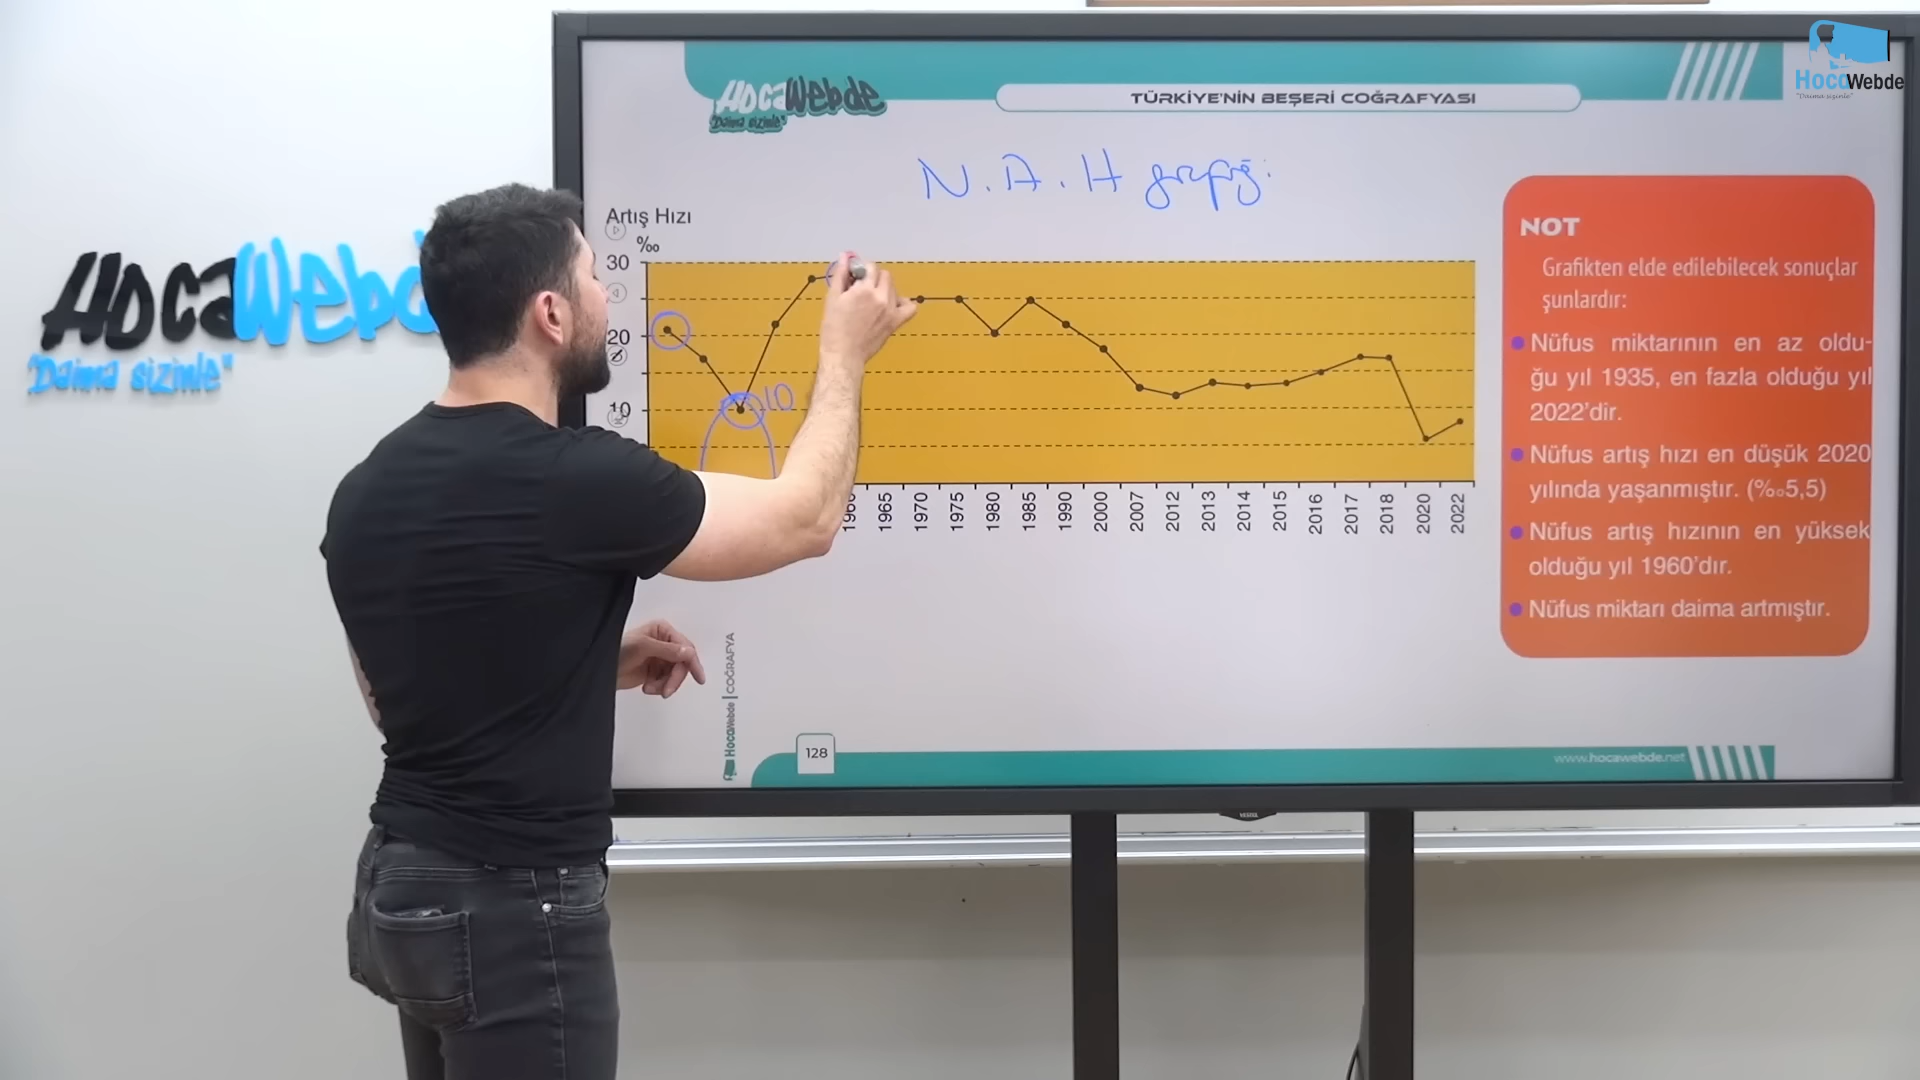 HocaWebde
"Daima sizinle"
HocaWebde
"Daima sizinle"
TÜRKİYE'NİN BEŞERİ COĞRAFYASI
HocaWebde
"Daima sizinle"
N.A.H grafiği
Artış Hızı
‰
30
20
10
10
1960
1965
1970
1975
1980
1985
1990
2000
2007
2012
2013
2014
2015
2016
2017
2018
2020
2022
NOT
Grafikten elde edilebilecek sonuçlar
şunlardır:
Nüfus miktarının en az oldu-
ğu yıl 1935, en fazla olduğu yıl
2022'dir.
Nüfus artış hızı en düşük 2020
yılında yaşanmıştır. (‰5,5)
Nüfus artış hızının en yüksek
olduğu yıl 1960'dır.
Nüfus miktarı daima artmıştır.
HocaWebde | COĞRAFYA
128
www.hocawebde.net